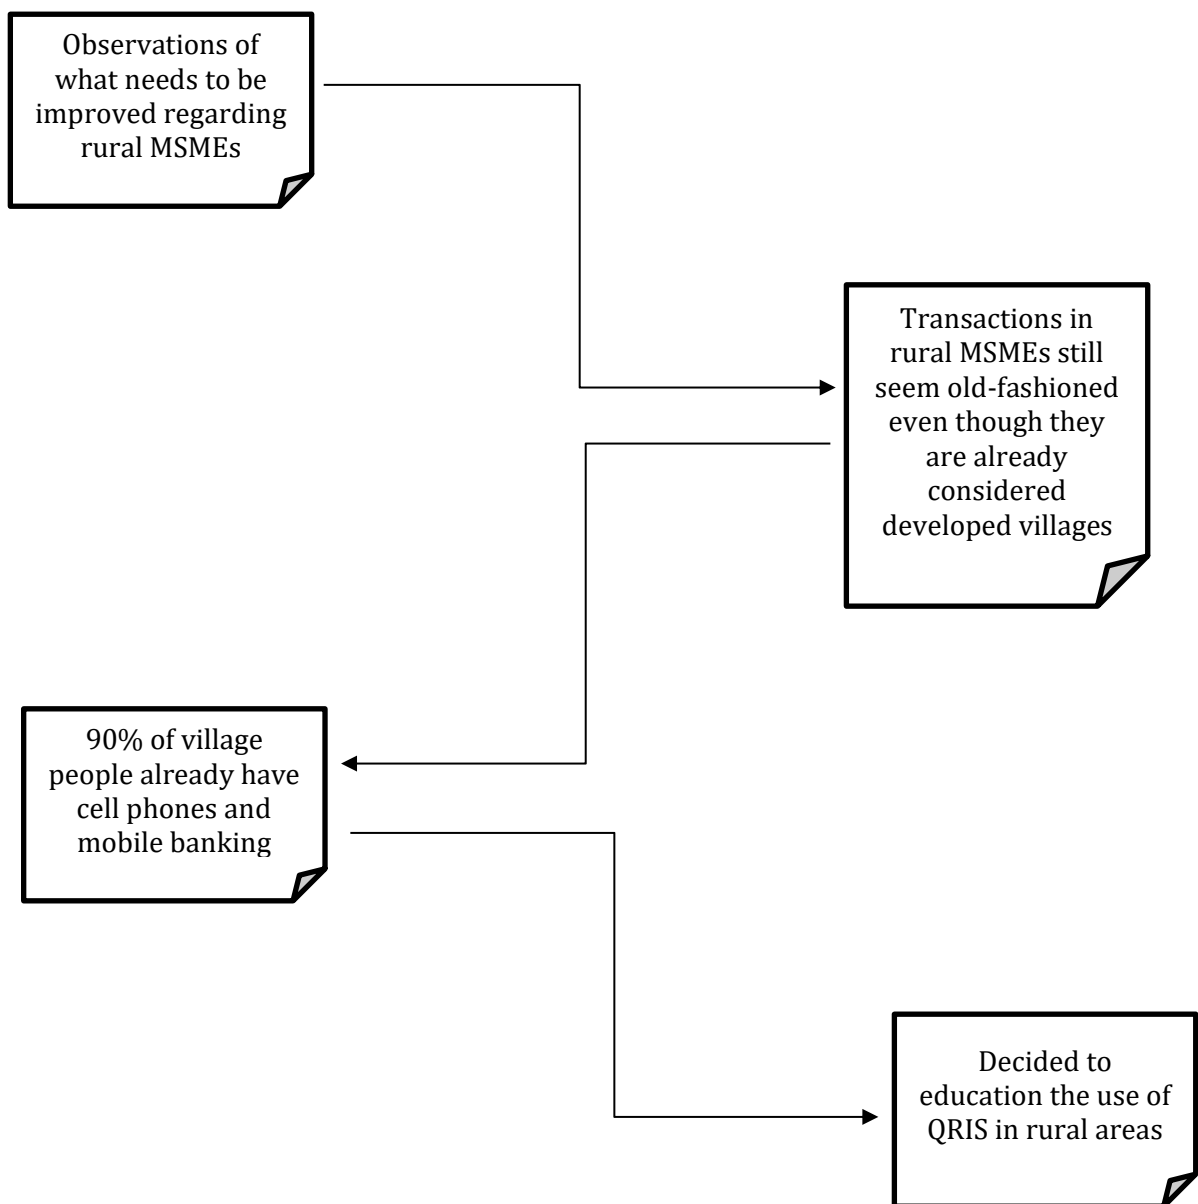 Observations of
what needs to be
improved regarding
rural MSMEs
Transactions in
rural MSMEs still
seem old-fashioned
even though they
are already
considered
developed villages
90% of village
people already have
cell phones and
mobile banking
Decided to
education the use of
QRIS in rural areas